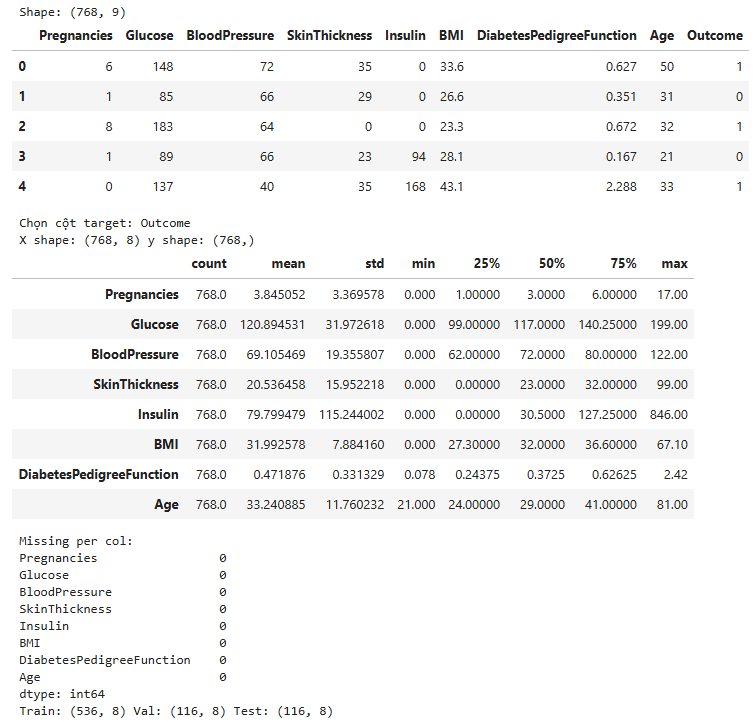 Shape: (768, 9)
Pregnancies Glucose BloodPressure SkinThickness Insulin BMI DiabetesPedigreeFunction Age Outcome
0 6 148 72 35 0 33.6 0.627 50 1
1 1 85 66 29 0 26.6 0.351 31 0
2 8 183 64 0 0 23.3 0.672 32 1
3 1 89 66 23 94 28.1 0.167 21 0
4 0 137 40 35 168 43.1 2.288 33 1
Chọn cột target: Outcome
X shape: (768, 8) y shape: (768,)
count mean std min 25% 50% 75% max
Pregnancies 768.0 3.845052 3.369578 0.000 1.00000 3.0000 6.00000 17.00
Glucose 768.0 120.894531 31.972618 0.000 99.00000 117.0000 140.25000 199.00
BloodPressure 768.0 69.105469 19.355807 0.000 62.00000 72.0000 80.00000 122.00
SkinThickness 768.0 20.536458 15.952218 0.000 0.00000 23.0000 32.00000 99.00
Insulin 768.0 79.799479 115.244002 0.000 0.00000 30.5000 127.25000 846.00
BMI 768.0 31.992578 7.884160 0.000 27.30000 32.0000 36.60000 67.10
DiabetesPedigreeFunction 768.0 0.471876 0.331329 0.078 0.24375 0.3725 0.62625 2.42
Age 768.0 33.240885 11.760232 21.000 24.00000 29.0000 41.00000 81.00
Missing per col:
Pregnancies 0
Glucose 0
BloodPressure 0
SkinThickness 0
Insulin 0
BMI 0
DiabetesPedigreeFunction 0
Age 0
dtype: int64
Train: (536, 8) Val: (116, 8) Test: (116, 8)